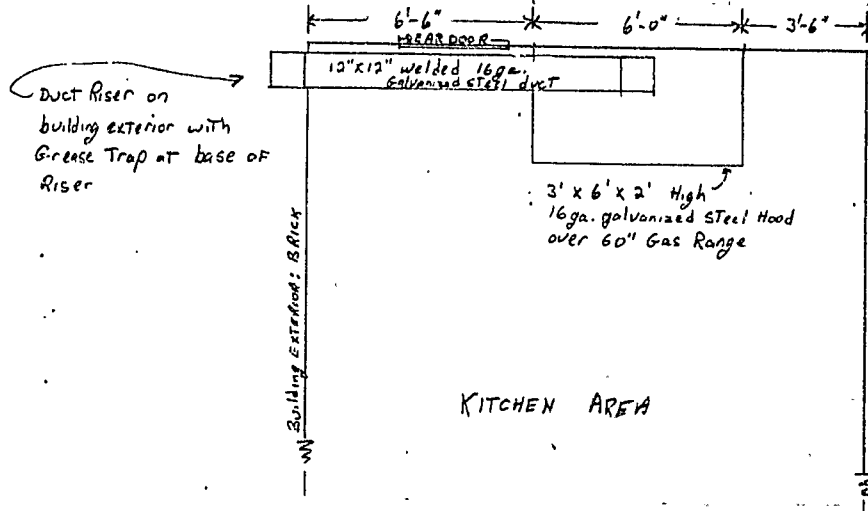 6'-6"
6'-0"
3'-6"
REAR DOOR
12"x12" welded 16ga.
Galvanized Steel duct
Duct Riser on
building exterior with
Grease Trap at base of
Riser
3' x 6' x 2' High
16ga. galvanized Steel Hood
over 60" Gas Range
Building Exterior: BRICK
KITCHEN AREA